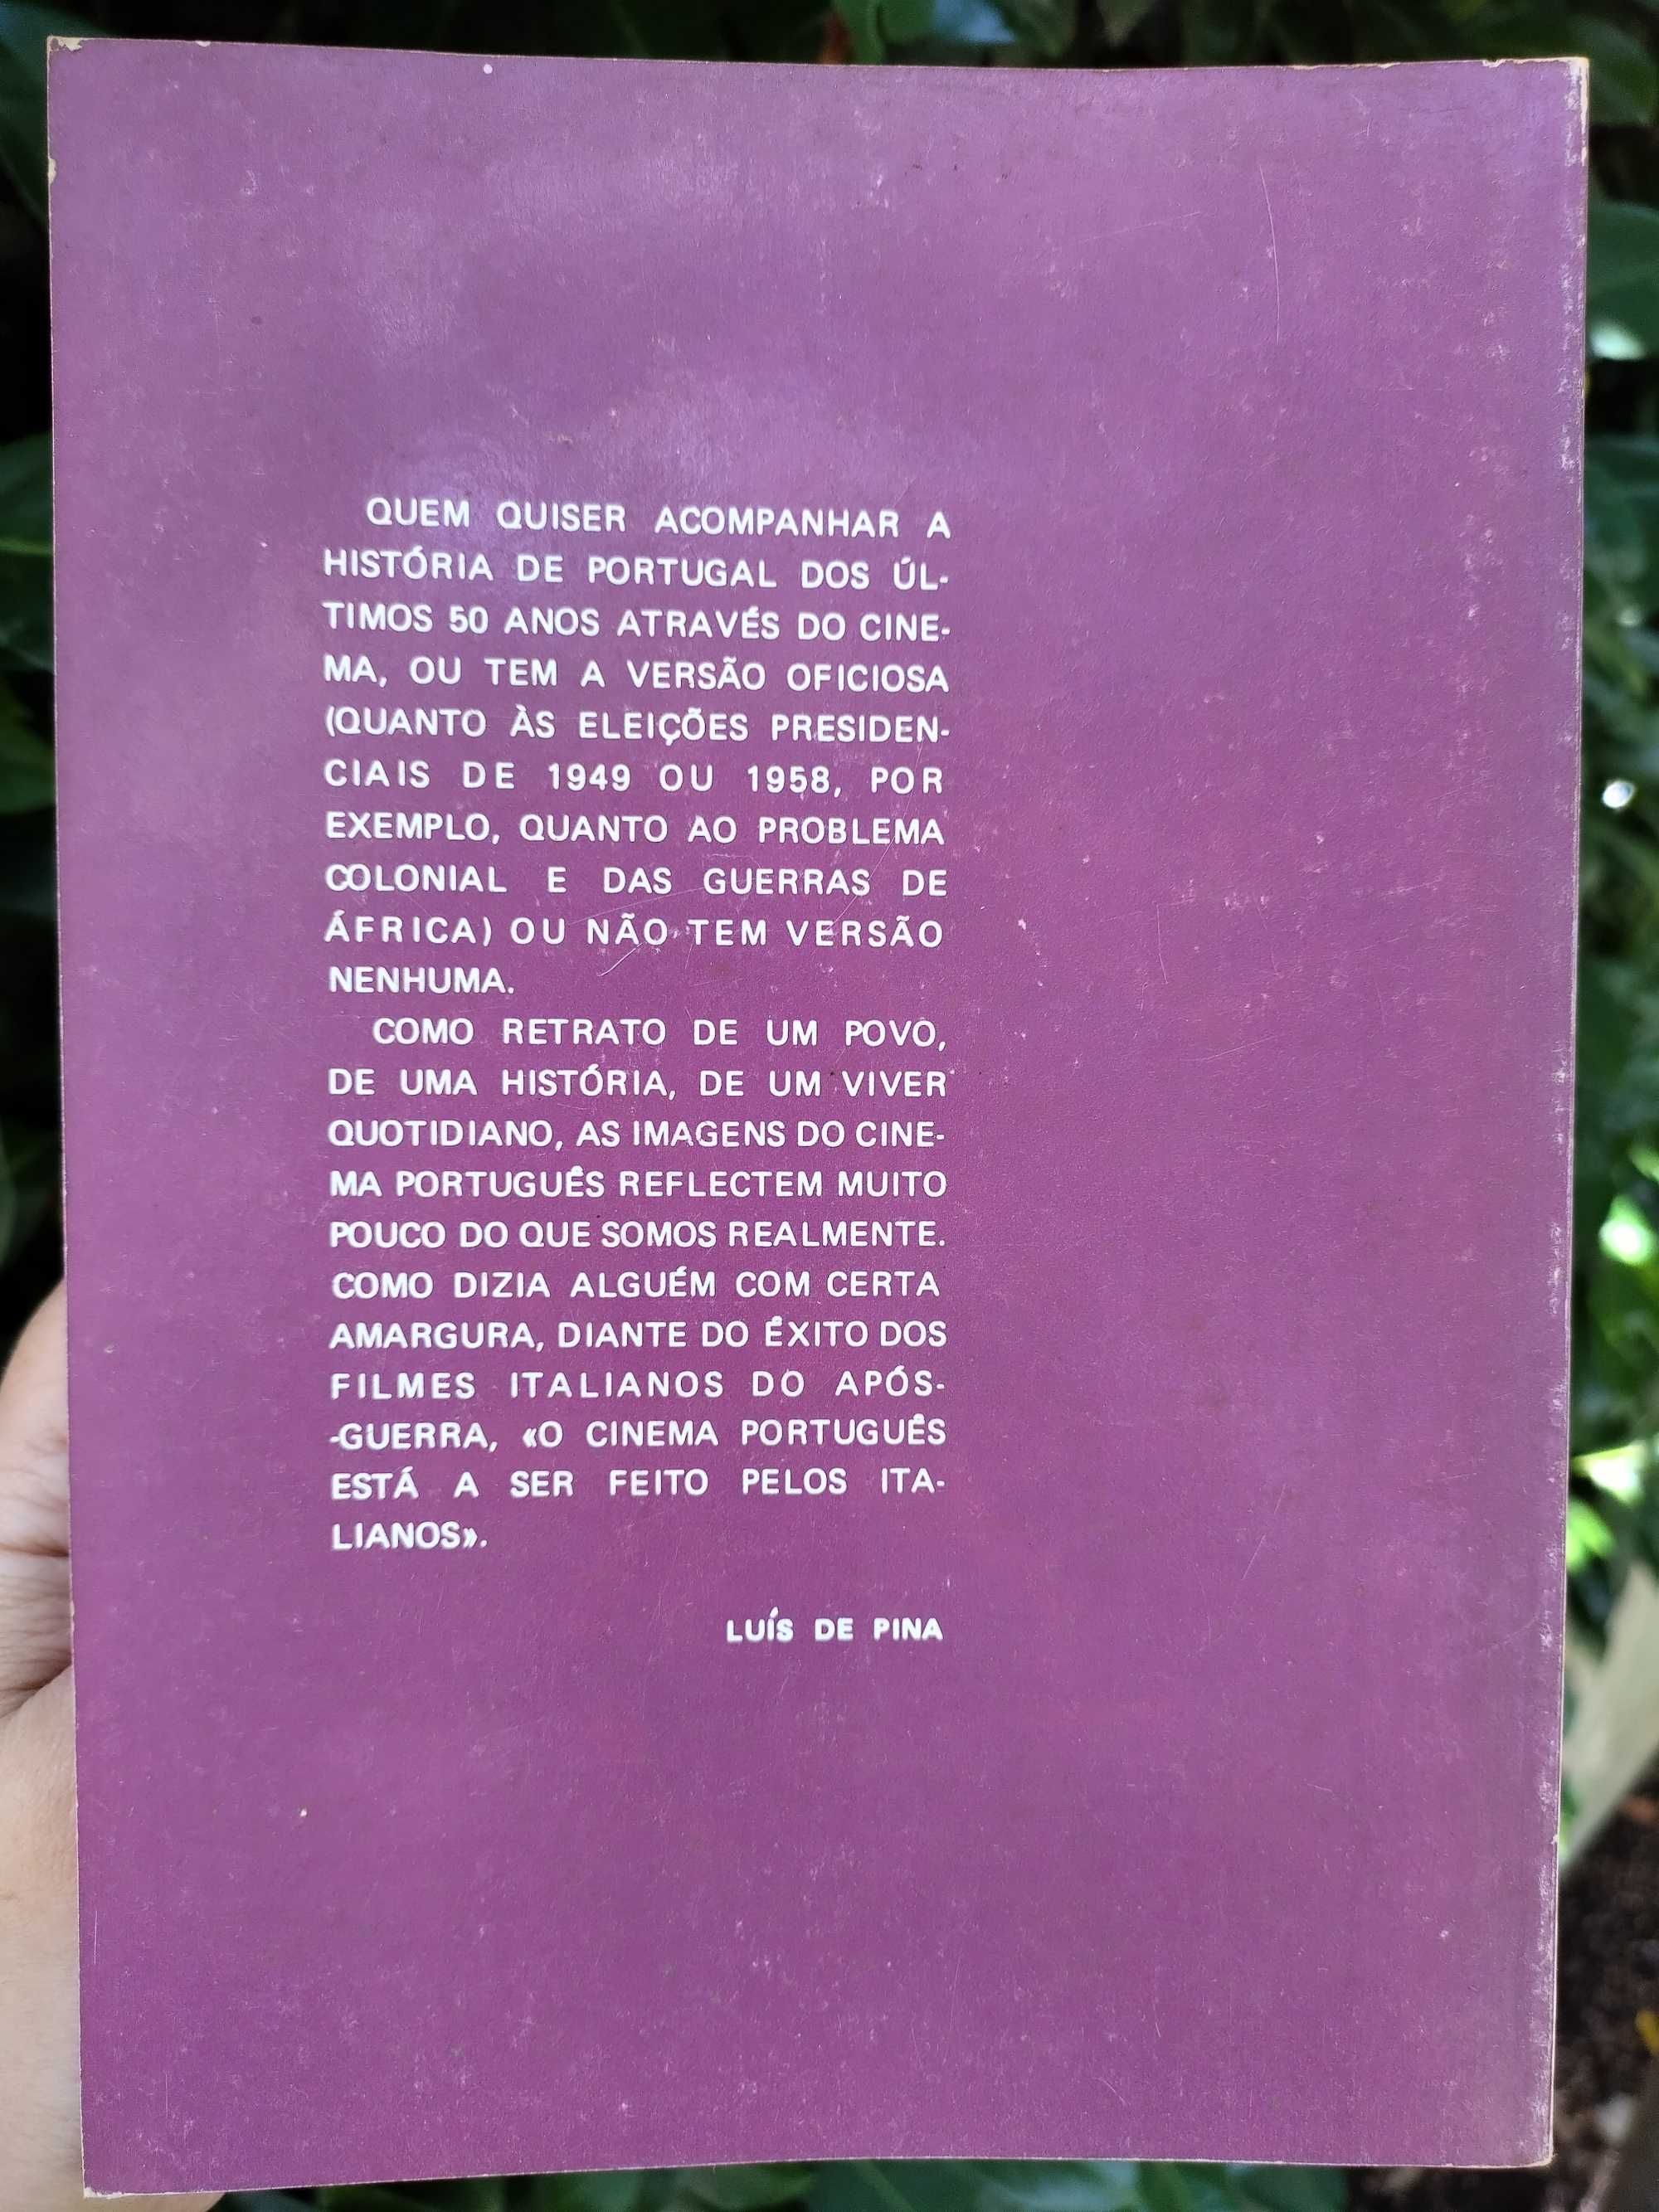 QUEM QUISER ACOMPANHAR A
HISTÓRIA DE PORTUGAL DOS ÚL-
TIMOS 50 ANOS ATRAVÉS DO CINE-
MA, OU TEM A VERSÃO OFICIOSA
(QUANTO ÀS ELEIÇÕES PRESIDEN-
CIAIS DE 1949 OU 1958, POR
EXEMPLO, QUANTO AO PROBLEMA
COLONIAL E DAS GUERRAS DE
ÁFRICA) OU NÃO TEM VERSÃO
NENHUMA.
COMO RETRATO DE UM POVO,
DE UMA HISTÓRIA, DE UM VIVER
QUOTIDIANO, AS IMAGENS DO CINE-
MA PORTUGUÊS REFLECTEM MUITO
POUCO DO QUE SOMOS REALMENTE.
COMO DIZIA ALGUÉM COM CERTA
AMARGURA, DIANTE DO ÊXITO DOS
FILMES ITALIANOS DO APÓS-
-GUERRA, «O CINEMA PORTUGUÊS
ESTÁ A SER FEITO PELOS ITA-
LIANOS».
LUÍS DE PINA